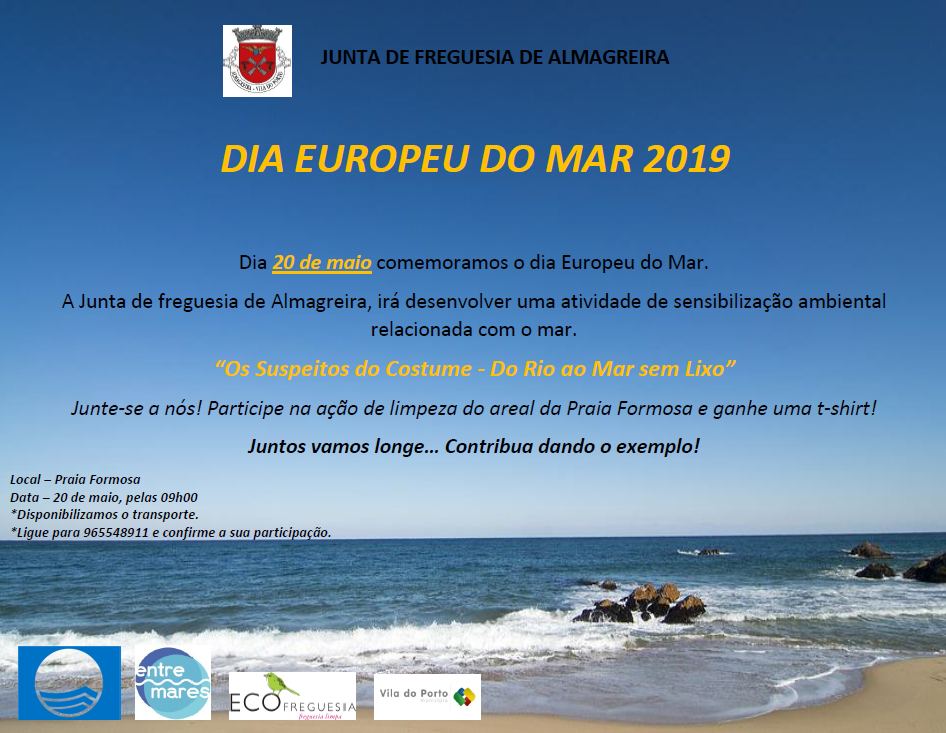 JUNTA DE FREGUESIA DE ALMAGREIRA
DIA EUROPEU DO MAR 2019
Dia 20 de maio comemoramos o dia Europeu do Mar.
A Junta de freguesia de Almagreira, irá desenvolver uma atividade de sensibilização ambiental
relacionada com o mar.
“Os Suspeitos do Costume - Do Rio ao Mar sem Lixo”
Junte-se a nós! Participe na ação de limpeza do areal da Praia Formosa e ganhe uma t-shirt!
Juntos vamos longe… Contribua dando o exemplo!
Local – Praia Formosa
Data – 20 de maio, pelas 09h00
*Disponibilizamos o transporte.
*Ligue para 965548911 e confirme a sua participação.
entre
mares
ECOFREGUESIA
freguesia limpa
Vila do Porto